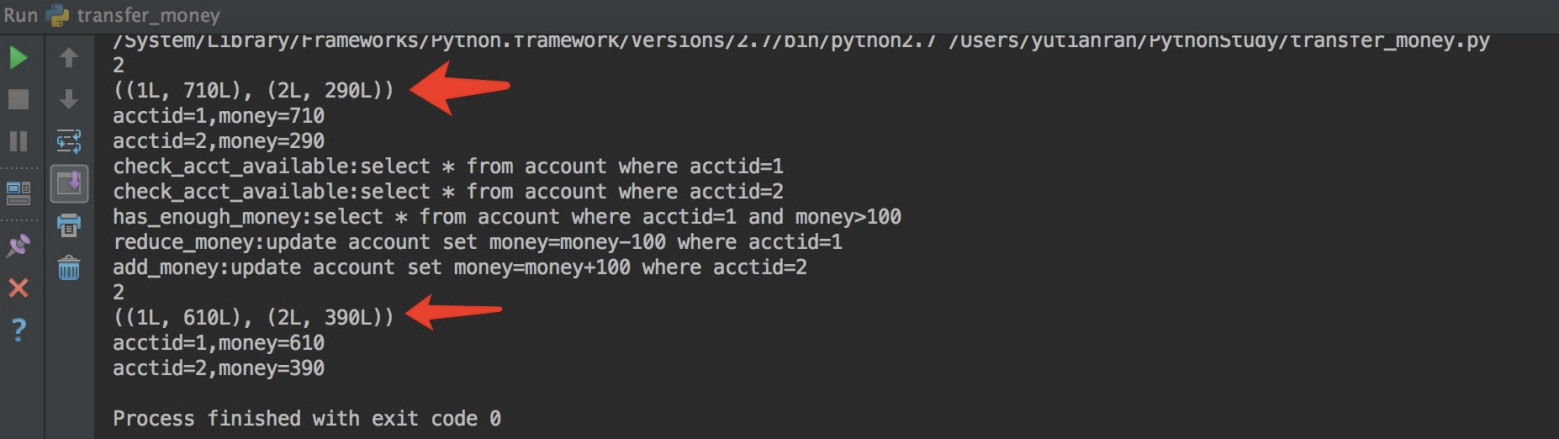 Run transfer_money
/System/Library/Frameworks/Python.framework/Versions/2.7/bin/python2.7 /Users/yutianran/PythonStudy/transfer_money.py
2
((1L, 710L), (2L, 290L))
acctid=1,money=710
acctid=2,money=290
check_acct_available:select * from account where acctid=1
check_acct_available:select * from account where acctid=2
has_enough_money:select * from account where acctid=1 and money>100
reduce_money:update account set money=money-100 where acctid=1
add_money:update account set money=money+100 where acctid=2
2
((1L, 610L), (2L, 390L))
acctid=1,money=610
acctid=2,money=390
Process finished with exit code 0